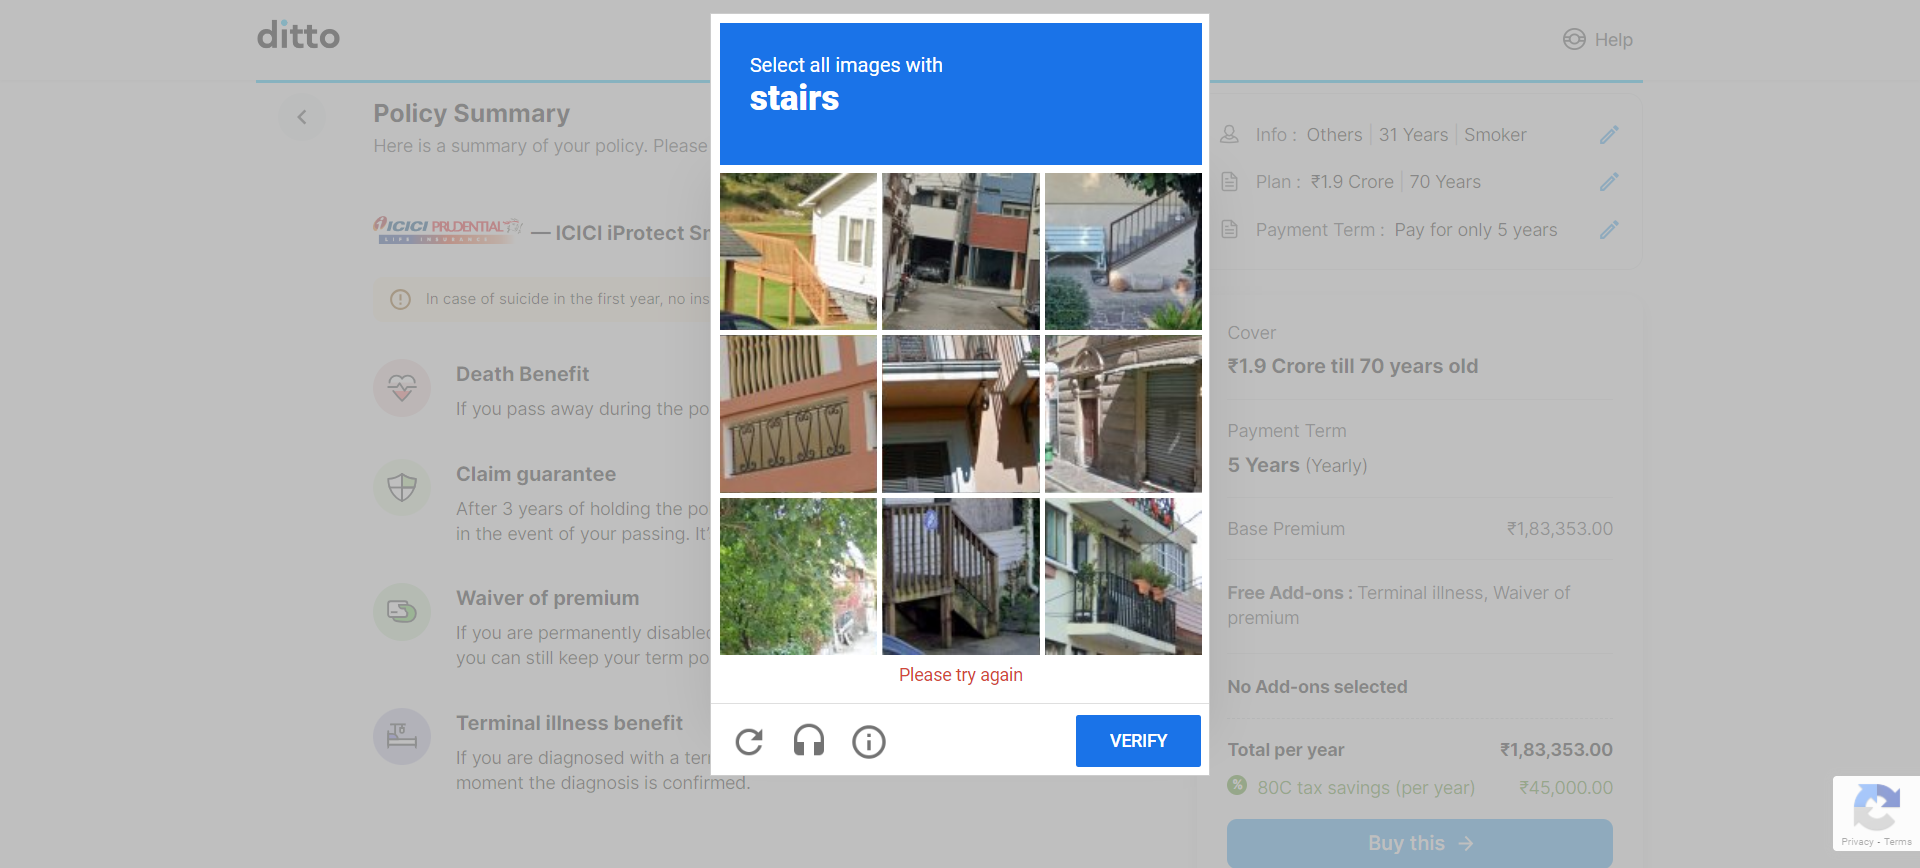 ditto
Help
Policy Summary
Here is a summary of your policy. Please
ICICI PRUDENTIAL
LIFE INSURANCE
— ICICI iProtect Sr
In case of suicide in the first year, no ins
Death Benefit
If you pass away during the po
Claim guarantee
After 3 years of holding the po
in the event of your passing. It'
Waiver of premium
If you are permanently disabled
you can still keep your term po
Terminal illness benefit
If you are diagnosed with a ter
moment the diagnosis is confirmed.
Select all images with
stairs
Please try again
VERIFY
Info : Others | 31 Years | Smoker
Plan : ₹1.9 Crore | 70 Years
Payment Term : Pay for only 5 years
Cover
₹1.9 Crore till 70 years old
Payment Term
5 Years (Yearly)
Base Premium ₹1,83,353.00
Free Add-ons : Terminal illness, Waiver of
premium
No Add-ons selected
Total per year ₹1,83,353.00
% 80C tax savings (per year) ₹45,000.00
Buy this →
Privacy - Terms